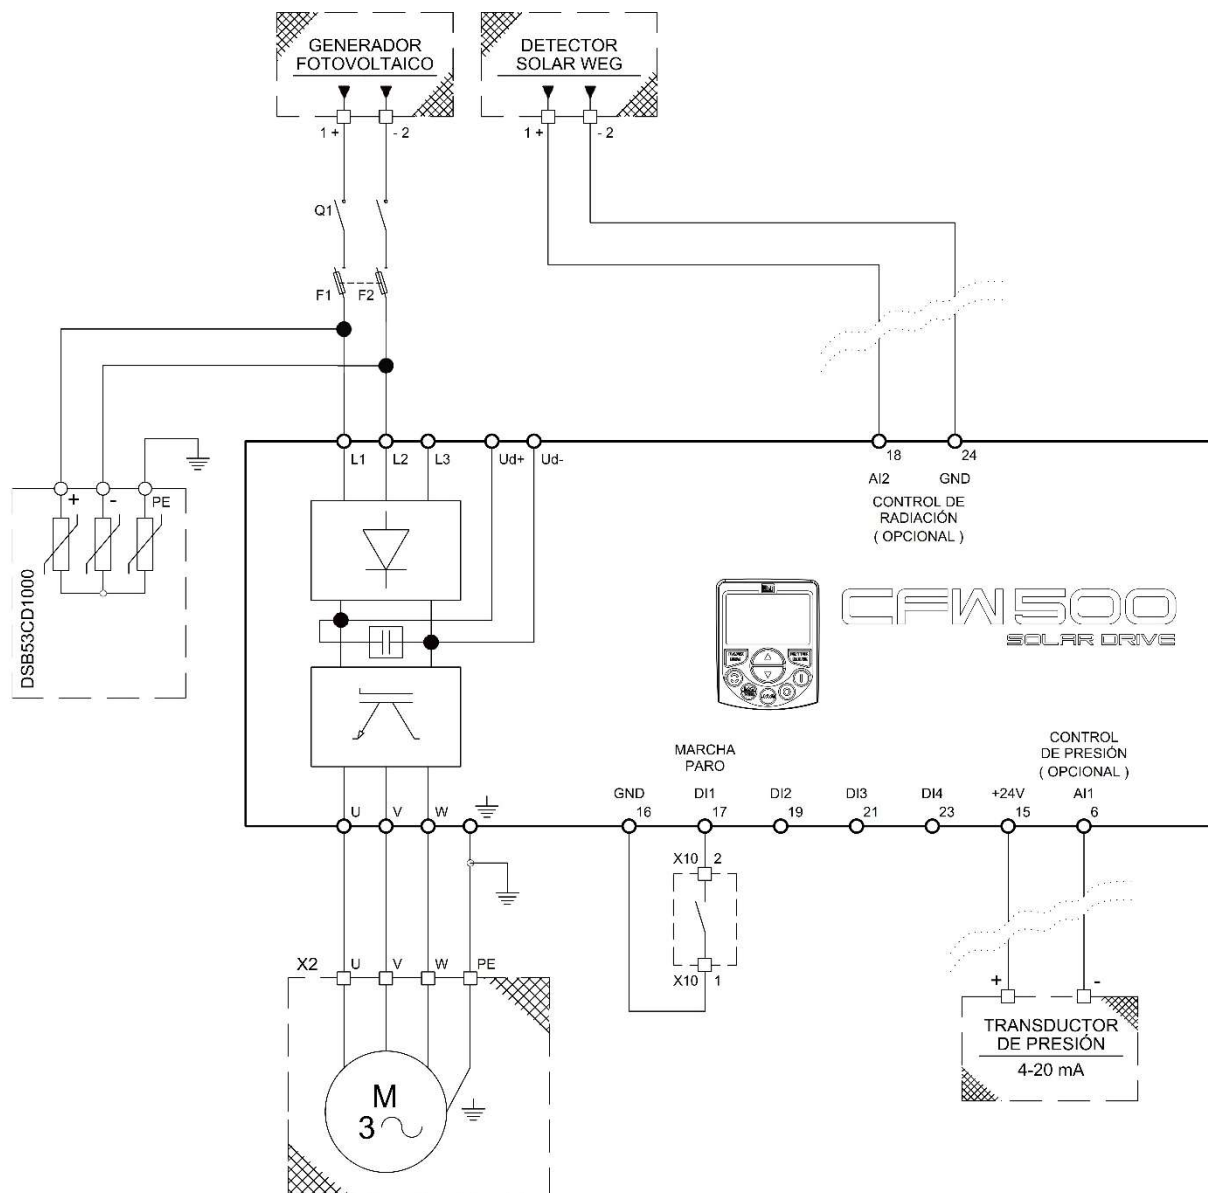 GENERADOR
FOTOVOLTAICO
DETECTOR
SOLAR WEG
1 +
- 2
1 +
- 2
Q1
F1
F2
L1
L2
L3
Ud+
Ud-
18
24
AI2
GND
CONTROL DE
RADIACIÓN
( OPCIONAL )
+
-
PE
DSB53CD1000
CFW500
SOLAR DRIVE
MARCHA
PARO
CONTROL
DE PRESIÓN
( OPCIONAL )
GND
DI1
DI2
DI3
DI4
+24V
AI1
U
V
W
16
17
19
21
23
15
6
X10
2
X10
1
X2
U
V
W
PE
M
3
+
-
TRANSDUCTOR
DE PRESIÓN
4-20 mA